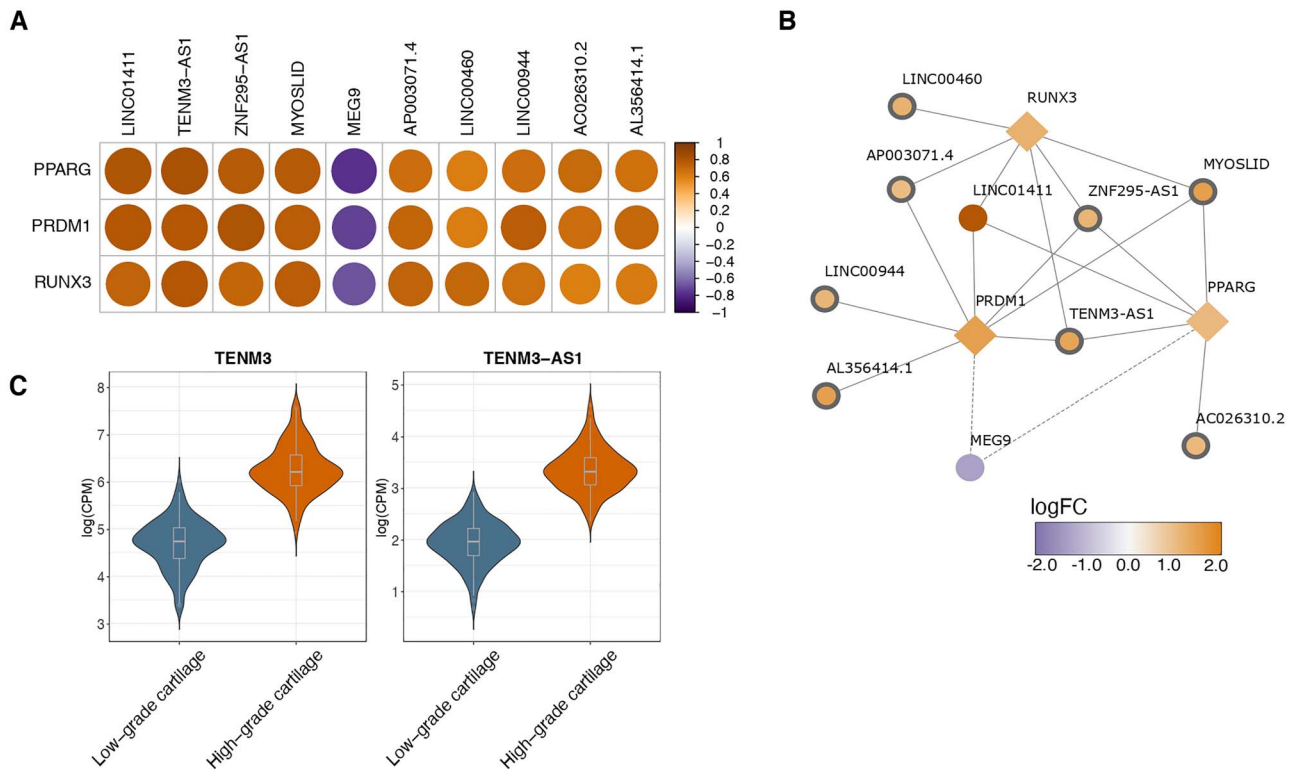 A
LINC01411
TENM3−AS1
ZNF295−AS1
MYOSLID
MEG9
AP003071.4
LINC00460
LINC00944
AC026310.2
AL356414.1
PPARG
PRDM1
RUNX3
1
0.8
0.6
0.4
0.2
0
−0.2
−0.4
−0.6
−0.8
−1
B
LINC00460
RUNX3
AP003071.4
MYOSLID
LINC01411
ZNF295-AS1
LINC00944
PRDM1
PPARG
TENM3-AS1
AL356414.1
AC026310.2
MEG9
logFC
-2.0 -1.0 0.0 1.0 2.0
C
TENM3
log(CPM)
8
7
6
5
4
3
Low−grade cartilage
High−grade cartilage
TENM3−AS1
log(CPM)
5
4
3
2
1
Low−grade cartilage
High−grade cartilage